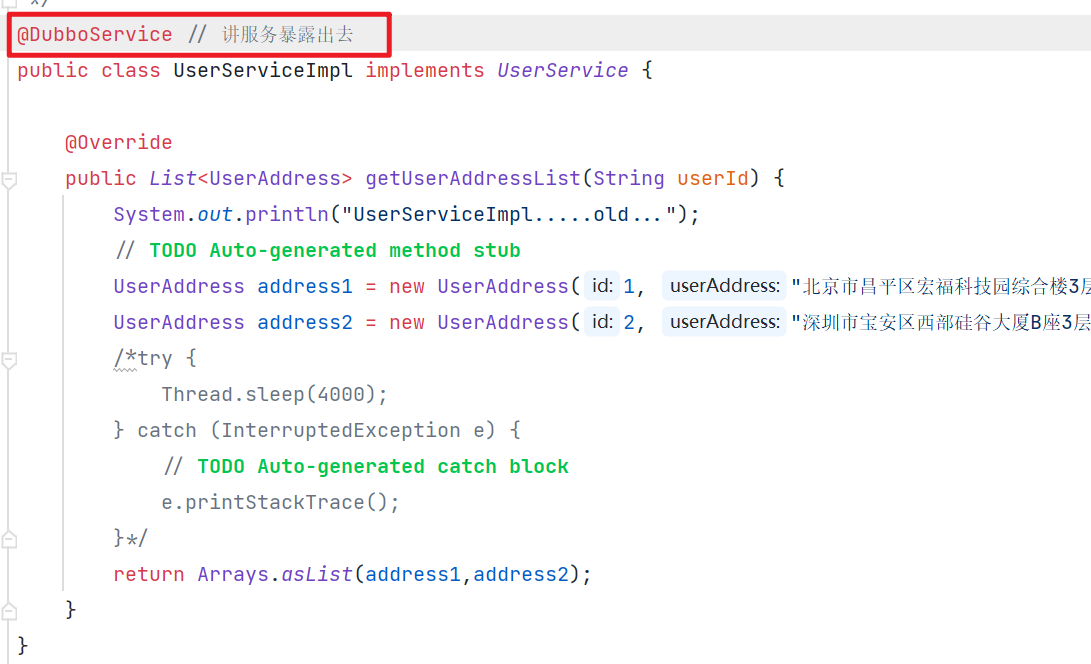 */
@DubboService // 讲服务暴露出去
public class UserServiceImpl implements UserService {
@Override
public List<UserAddress> getUserAddressList(String userId) {
System.out.println("UserServiceImpl.....old...");
// TODO Auto-generated method stub
UserAddress address1 = new UserAddress( id: 1, userAddress: "北京市昌平区宏福科技园综合楼3层
UserAddress address2 = new UserAddress( id: 2, userAddress: "深圳市宝安区西部硅谷大厦B座3层
/*try {
Thread.sleep(4000);
} catch (InterruptedException e) {
// TODO Auto-generated catch block
e.printStackTrace();
}*/
return Arrays.asList(address1,address2);
}
}